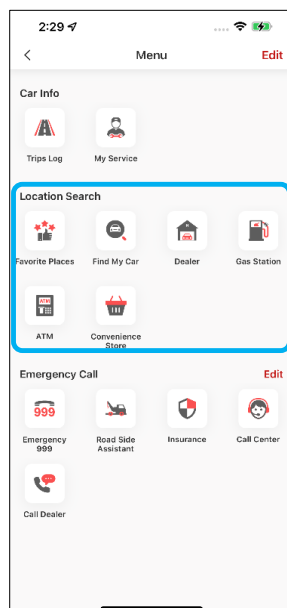 2:29
Menu
Edit
Car Info
Trips Log
My Service
Location Search
Favorite Places
Find My Car
Dealer
Gas Station
ATM
ATM
Convenience
Store
Emergency Call
Edit
999
Emergency
999
Road Side
Assistant
Insurance
Call Center
Call Dealer